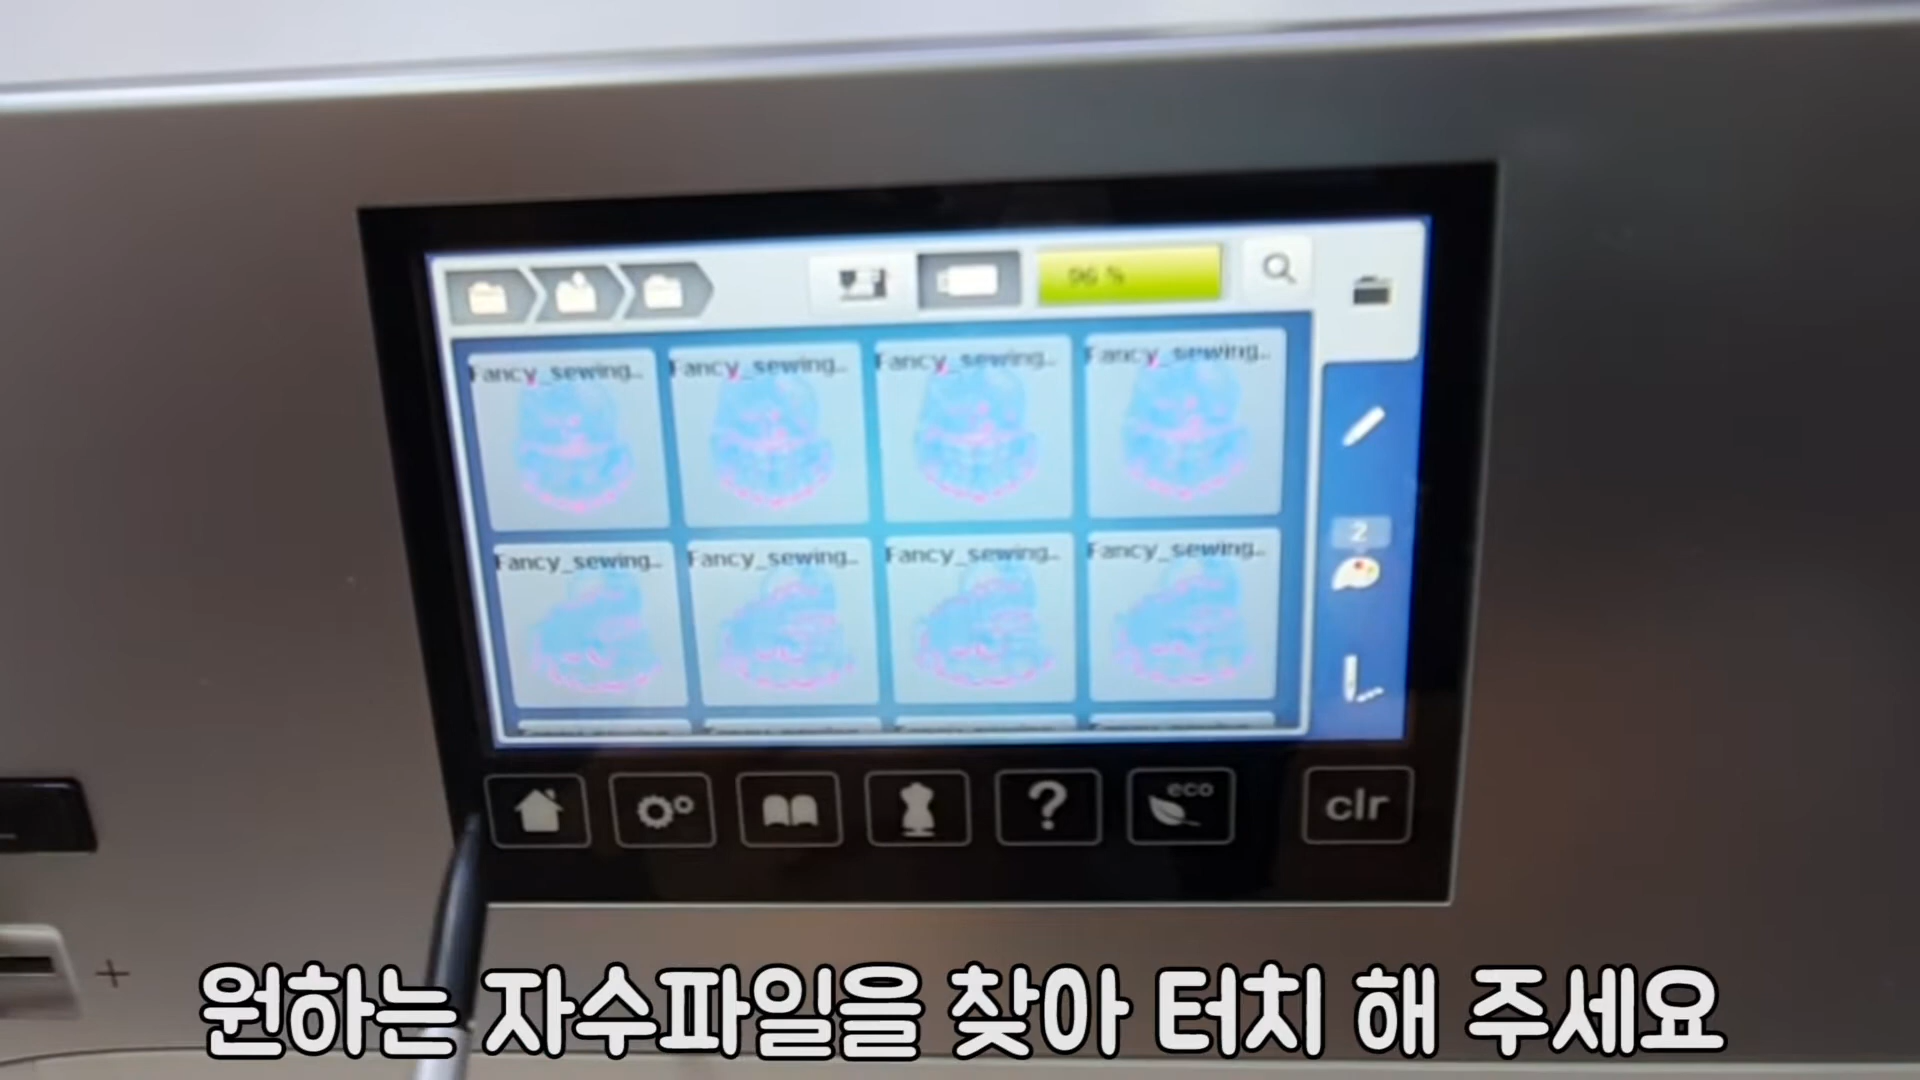 96 %
Fancy_sewing..
Fancy_sewing..
Fancy_sewing..
Fancy_sewing..
Fancy_sewing..
Fancy_sewing..
Fancy_sewing..
Fancy_sewing..
2
?
eco
clr
+
원하는 자수파일을 찾아 터치 해 주세요